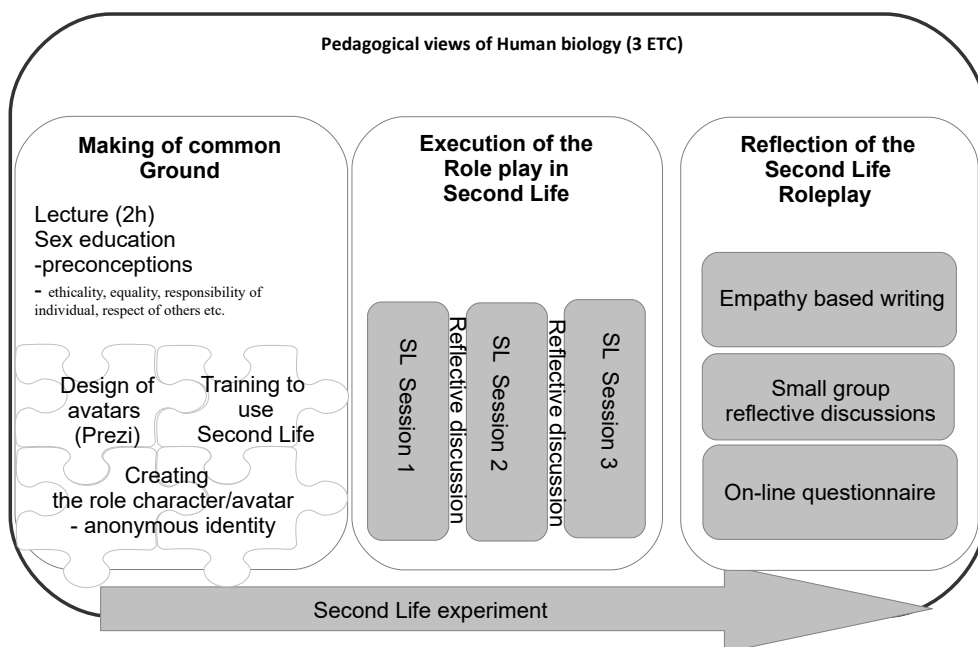 Pedagogical views of Human biology (3 ETC)
Making of common
Ground
Lecture (2h)
Sex education
-preconceptions
- ethicality, equality, responsibility of
individual, respect of others etc.
Design of
avatars
(Prezi)
Training to
use
Second Life
Creating
the role character/avatar
- anonymous identity
Execution of the
Role play in
Second Life
SL Session 1
Reflective discussion
SL Session 2
Reflective discussion
SL Session 3
Reflection of the
Second Life
Roleplay
Empathy based writing
Small group
reflective discussions
On-line questionnaire
Second Life experiment